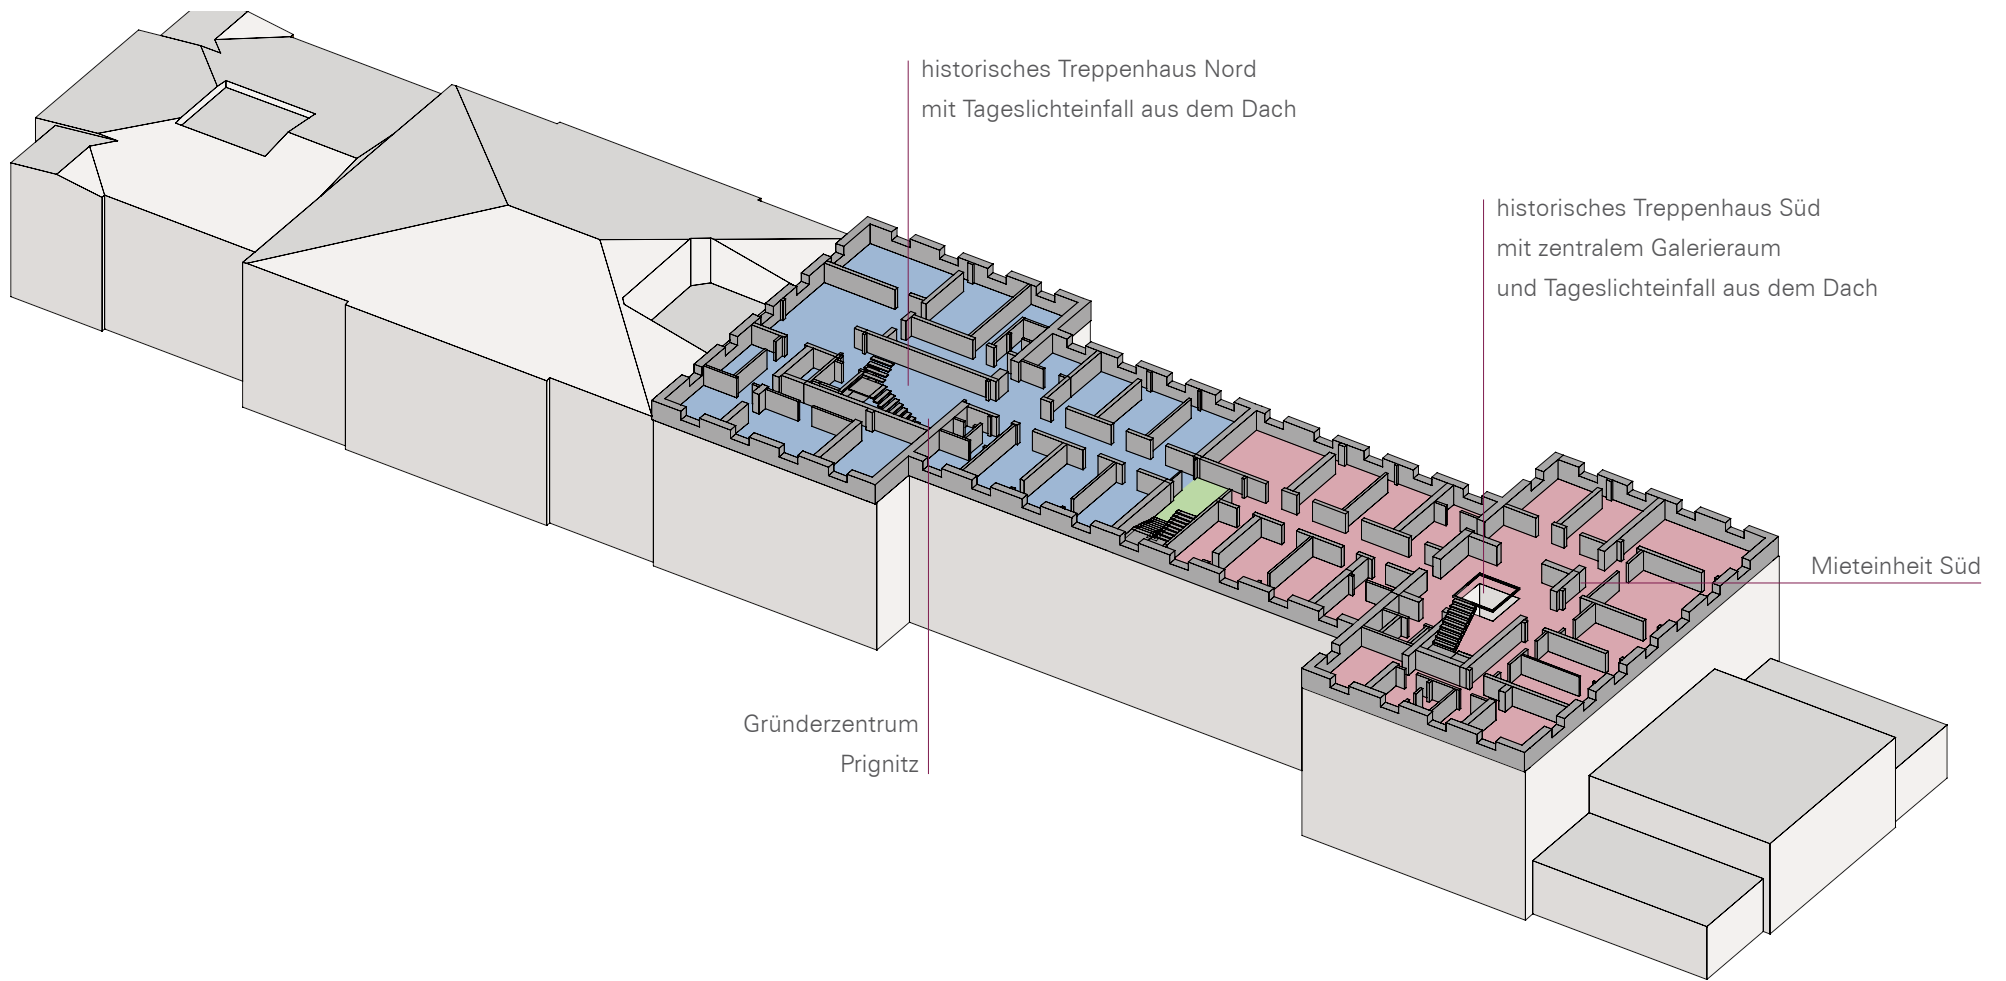 historisches Treppenhaus Nord
mit Tageslichteinfall aus dem Dach
historisches Treppenhaus Süd
mit zentralem Galerieraum
und Tageslichteinfall aus dem Dach
Mieteinheit Süd
Gründerzentrum
Prignitz